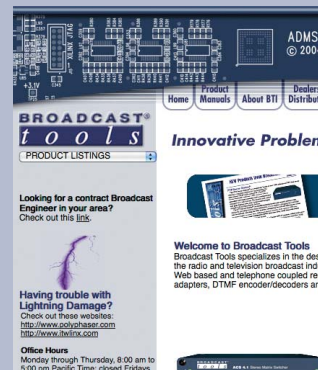 XILINX JTAG
+3.1V
ADMS
© 200
Home
Product
Manuals
About BTI
Dealer
Distribut
BROADCAST®
tools
PRODUCT LISTINGS
Innovative Problem
Looking for a contract Broadcast
Engineer in your area?
Check out this link.
Welcome to Broadcast Tools
Broadcast Tools specializes in the des
the radio and television broadcast ind
Web based and telephone coupled re
adapters, DTMF encoder/decoders an
Having trouble with
Lightning Damage?
Check out these websites:
http://www.polyphaser.com
http://www.itwlinx.com
Office Hours
Monday through Thursday, 8:00 am to
5:00 pm Pacific Time; closed Fridays